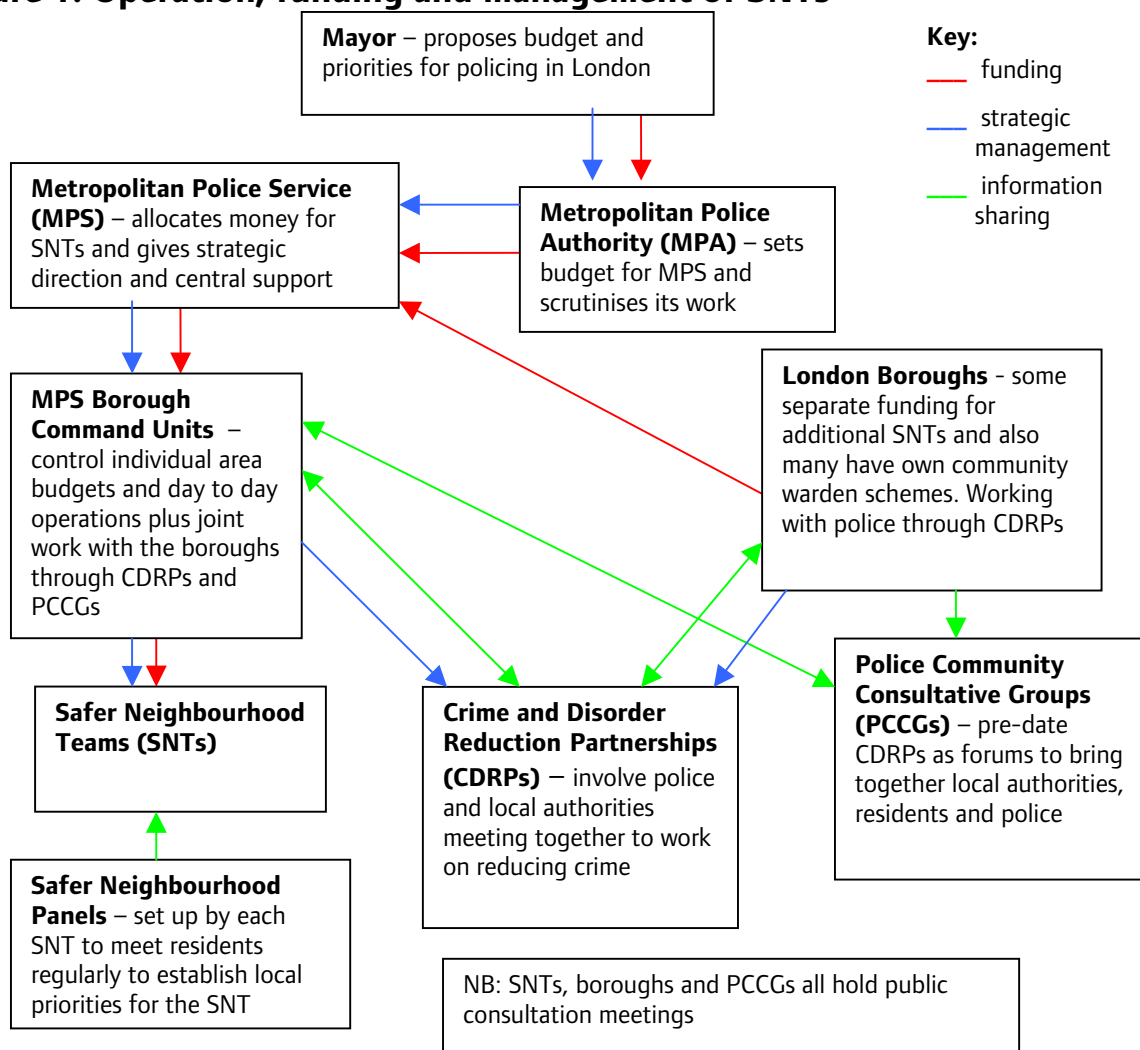 Figure 1: Operation, funding and management of SNTs
Mayor – proposes budget and
priorities for policing in London
Key:
funding
strategic
management
information
sharing
Metropolitan Police Service
(MPS) – allocates money for
SNTs and gives strategic
direction and central support
Metropolitan Police
Authority (MPA) – sets
budget for MPS and
scrutinises its work
MPS Borough
Command Units –
control individual area
budgets and day to day
operations plus joint
work with the boroughs
through CDRPs and
PCCGs
London Boroughs - some
separate funding for
additional SNTs and also
many have own community
warden schemes. Working
with police through CDRPs
Safer Neighbourhood
Teams (SNTs)
Crime and Disorder
Reduction Partnerships
(CDRPs) – involve police
and local authorities
meeting together to work
on reducing crime
Police Community
Consultative Groups
(PCCGs) – pre-date
CDRPs as forums to bring
together local authorities,
residents and police
Safer Neighbourhood
Panels – set up by each
SNT to meet residents
regularly to establish local
priorities for the SNT
NB: SNTs, boroughs and PCCGs all hold public
consultation meetings